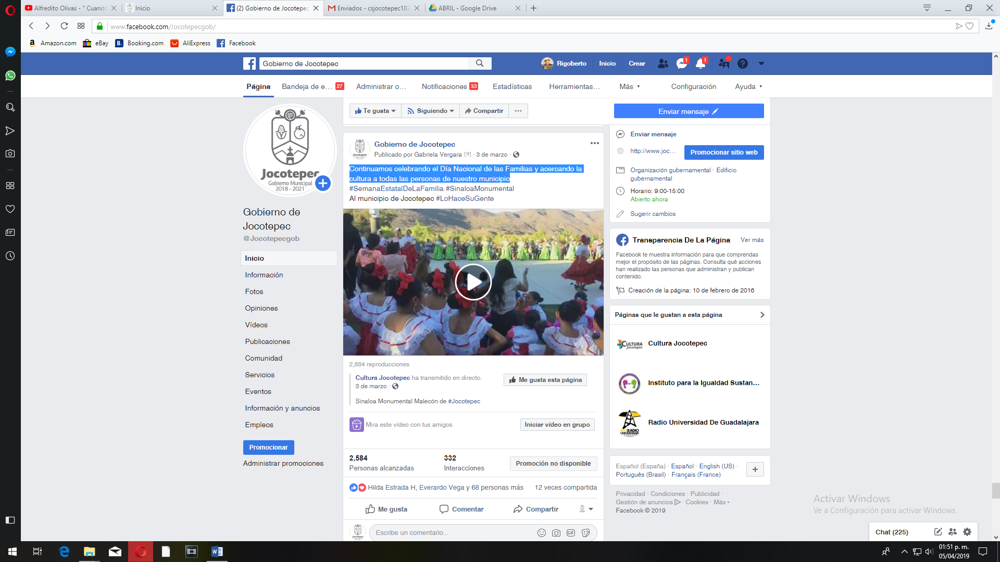 Alfredito Olivas - " Cuando
Inicio
(2) Gobierno de Jocotepec
Enviados - csjocotepec182
ABRIL - Google Drive
www.facebook.com/Jocotepecgob/
Amazon.com
eBay
Booking.com
AliExpress
Facebook
Gobierno de Jocotepec
Rigoberto
Inicio
Crear
1
1
Página
Bandeja de e... 27
Administrar o...
Notificaciones 33
Estadísticas
Herramientas...
Más
Configuración
Ayuda
Jocotepec
Gobierno Municipal
2018 - 2021
Gobierno de
Jocotepec
@Jocotepecgob
Inicio
Información
Fotos
Opiniones
Vídeos
Publicaciones
Comunidad
Servicios
Eventos
Información y anuncios
Empleos
Promocionar
Administrar promociones
Te gusta
Siguiendo
Compartir
Enviar mensaje
Gobierno de Jocotepec
Publicado por Gabriela Vergara [?] · 3 de marzo ·
Continuamos celebrando el Día Nacional de las Familias y acercando la
cultura a todas las personas de nuestro municipio
#SemanaEstatalDeLaFamilia #SinaloaMonumental
Al municipio de Jocotepec #LoHaceSuGente
2,884 reproducciones
Cultura Jocotepec ha transmitido en directo.
3 de marzo ·
Me gusta esta página
Sinaloa Monumental Malecón de #Jocotepec
Mira este vídeo con tus amigos
Iniciar vídeo en grupo
2,584
Personas alcanzadas
332
Interacciones
Promoción no disponible
Hilda Estrada H, Everardo Vega y 68 personas más
12 veces compartida
Me gusta
Comentar
Compartir
Escribe un comentario...
GIF
Enviar mensaje
http://www.joc...
Promocionar sitio web
Organización gubernamental · Edificio
gubernamental
Horario: 9:00-15:00
Abierto ahora
Sugerir cambios
Transparencia De La Página
Ver más
Facebook te muestra información para que comprendas
mejor el propósito de las páginas. Consulta qué acciones
han realizado las personas que administran y publican
contenido.
Creación de la página: 10 de febrero de 2016
Páginas que le gustan a esta página
CULTURA
Jocotepec
Cultura Jocotepec
Instituto para la Igualdad Sustan...
RADIO
Radio Universidad De Guadalajara
Español (España) · Español · English (US) ·
Português (Brasil) · Français (France)
Privacidad · Condiciones · Publicidad ·
Gestión de anuncios · Cookies · Más
Facebook © 2019
Activar Windows
Ve a Configuración para activar Windows.
Chat (225)
01:51 p. m.
05/04/2019